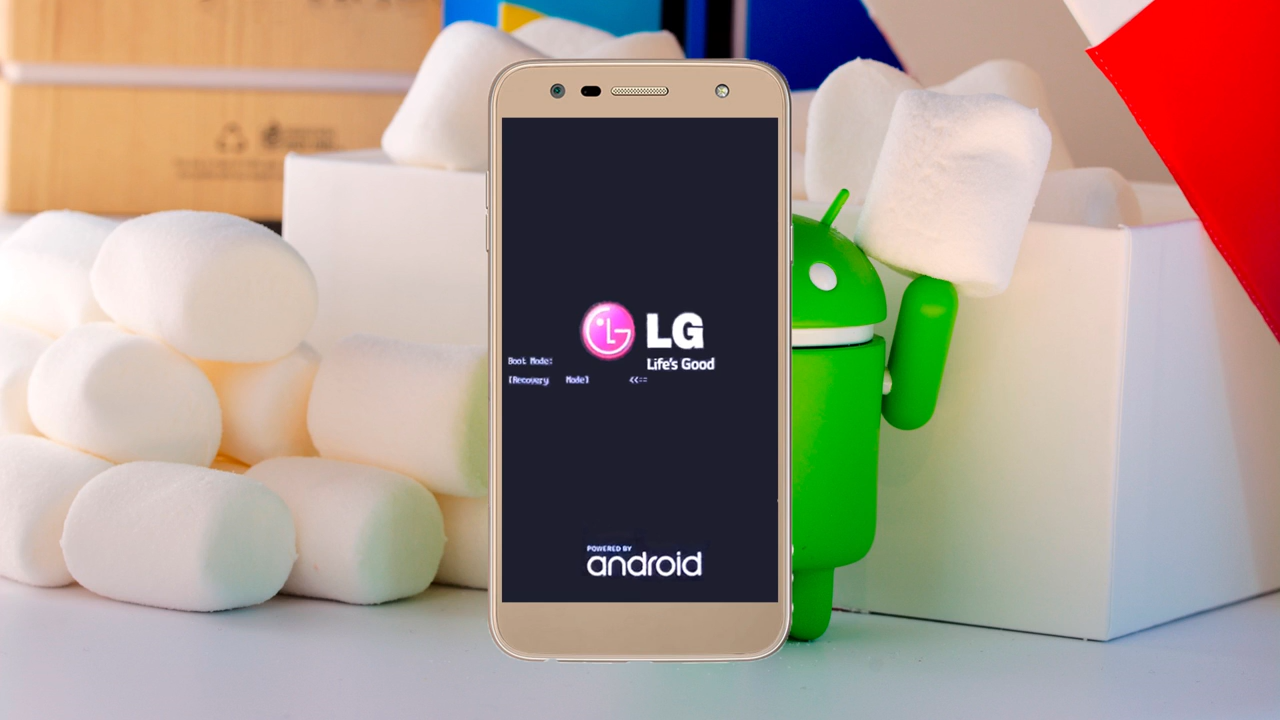 LG
Life's Good
Boot Mode:
[Recovery Mode] <<==
POWERED BY
android